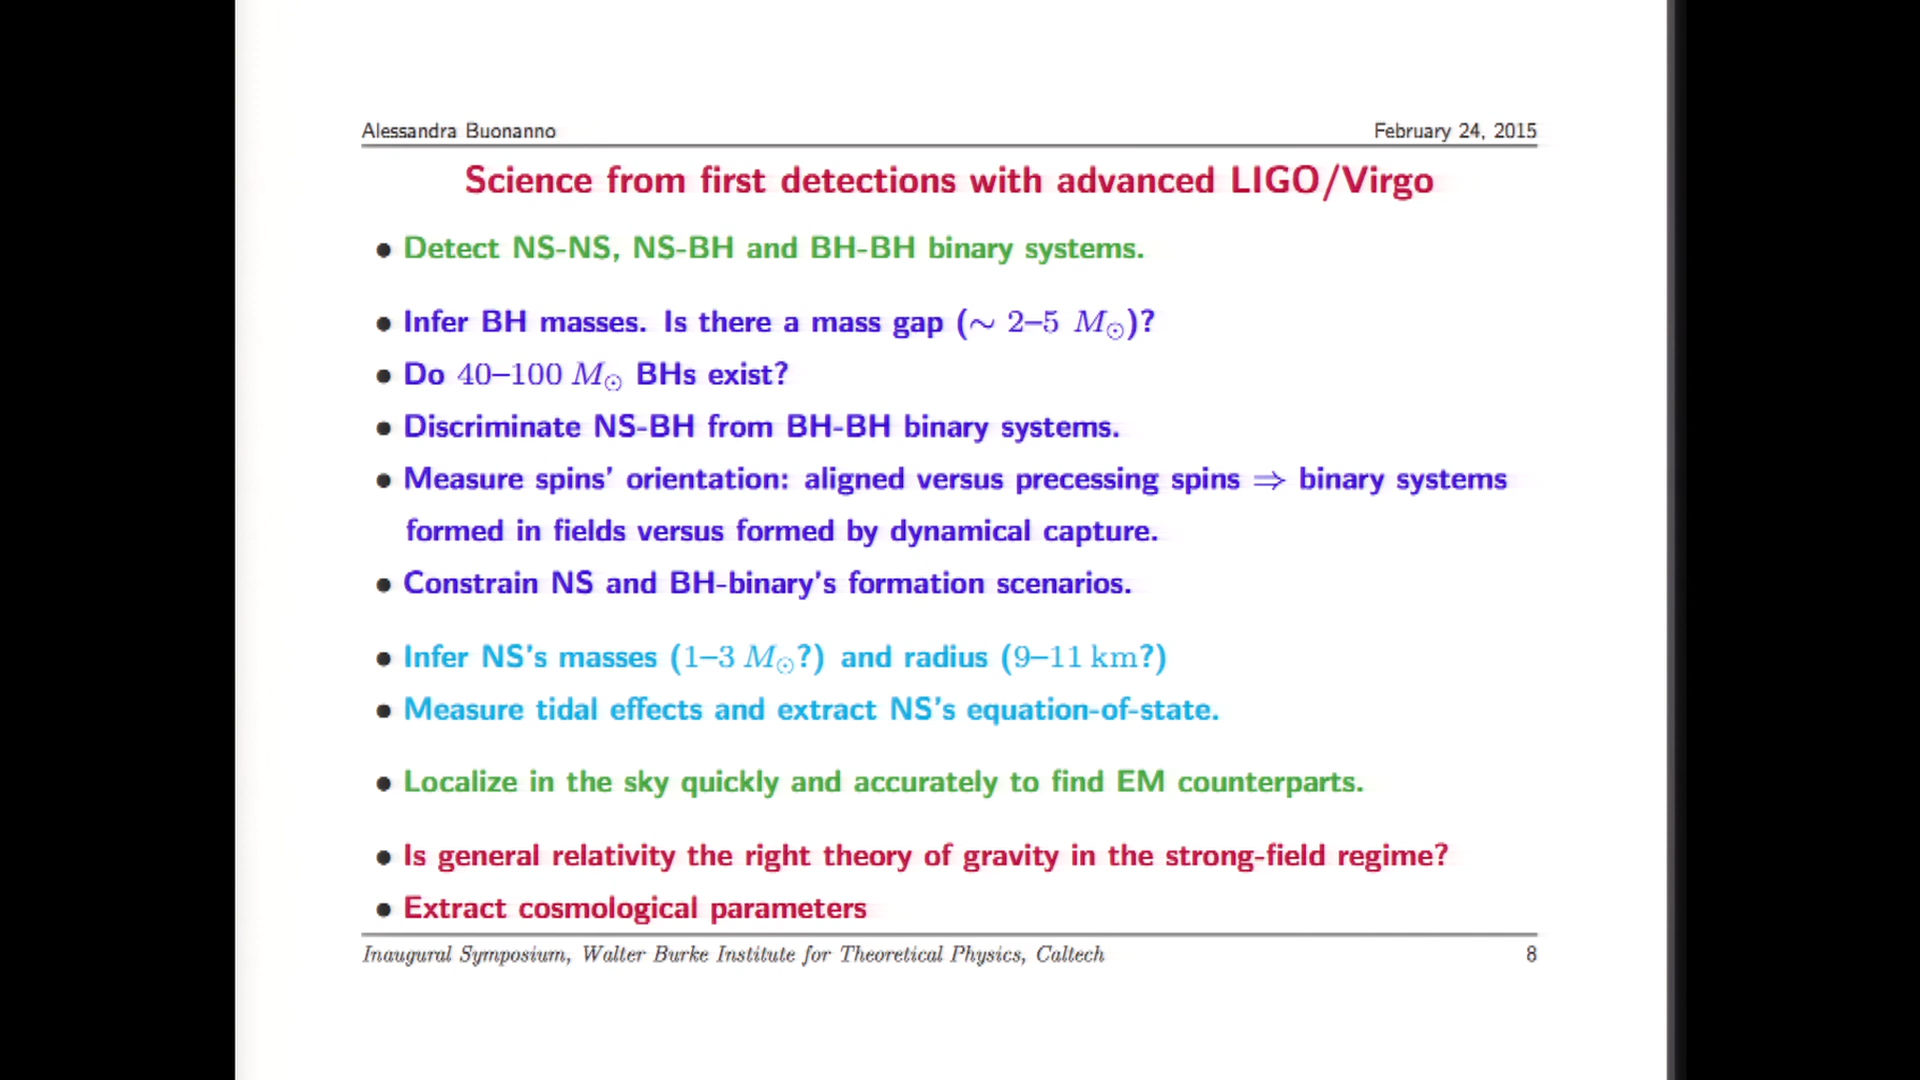 Alessandra Buonanno February 24, 2015
Science from first detections with advanced LIGO/Virgo
• Detect NS-NS, NS-BH and BH-BH binary systems.
• Infer BH masses. Is there a mass gap (∼ 2–5 M⊙)?
• Do 40–100 M⊙ BHs exist?
• Discriminate NS-BH from BH-BH binary systems.
• Measure spins' orientation: aligned versus precessing spins ⇒ binary systems
formed in fields versus formed by dynamical capture.
• Constrain NS and BH-binary's formation scenarios.
• Infer NS's masses (1–3 M⊙?) and radius (9–11 km?)
• Measure tidal effects and extract NS's equation-of-state.
• Localize in the sky quickly and accurately to find EM counterparts.
• Is general relativity the right theory of gravity in the strong-field regime?
• Extract cosmological parameters
Inaugural Symposium, Walter Burke Institute for Theoretical Physics, Caltech 8